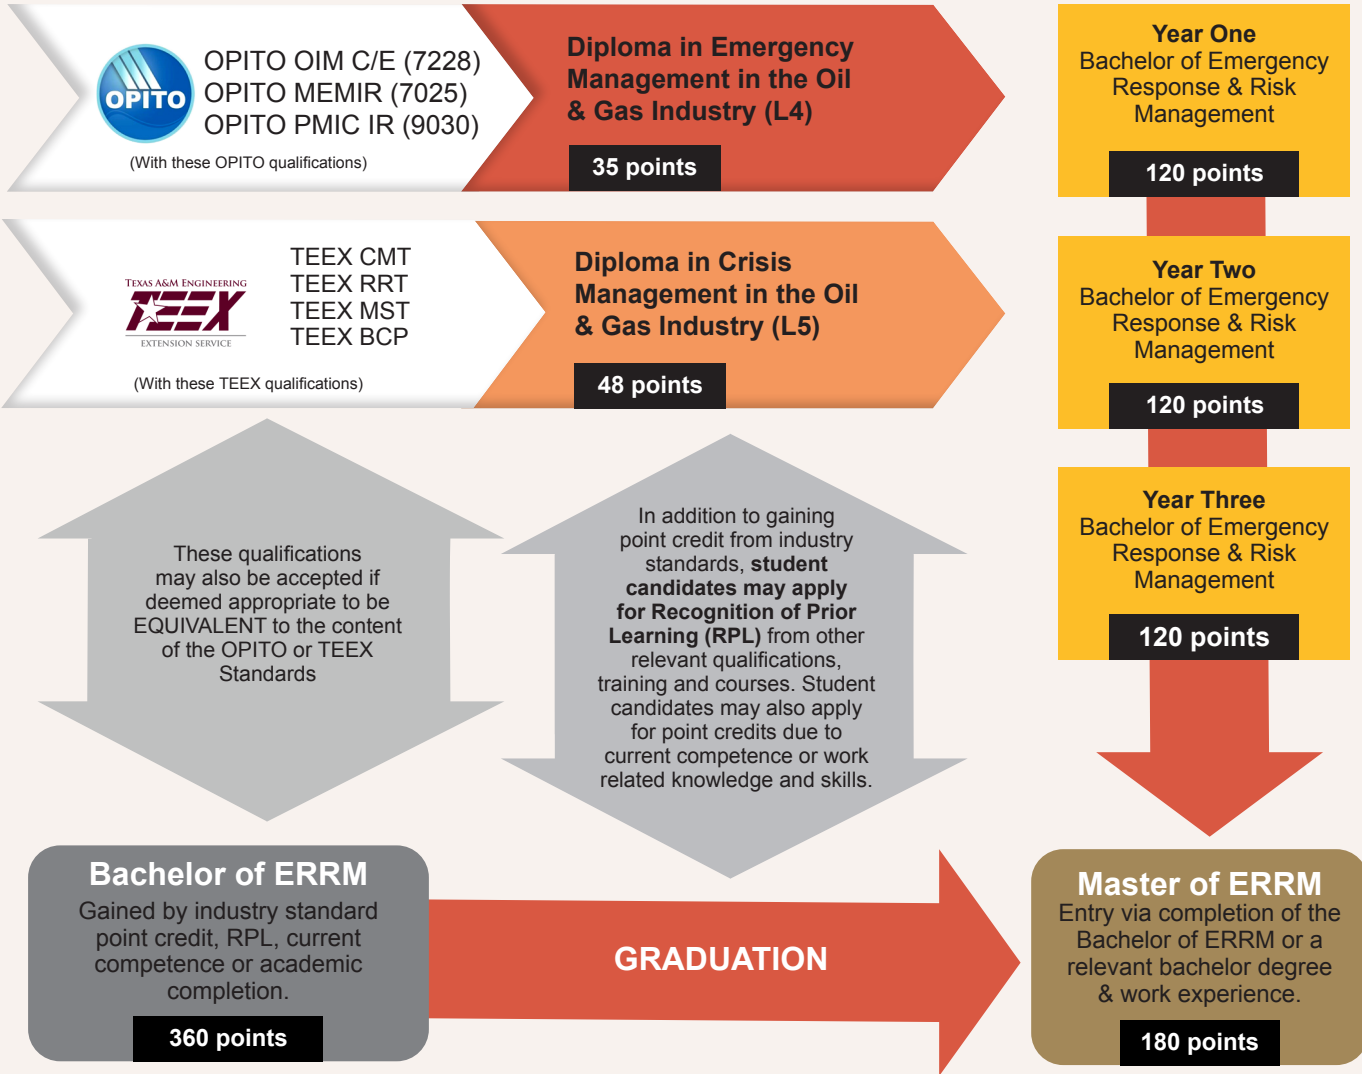 OPITO
OPITO OIM C/E (7228)
OPITO MEMIR (7025)
OPITO PMIC IR (9030)
(With these OPITO qualifications)
Diploma in Emergency
Management in the Oil
& Gas Industry (L4)
35 points
Year One
Bachelor of Emergency
Response & Risk
Management
120 points
TEXAS A&M ENGINEERING
TEEX
EXTENSION SERVICE
TEEX CMT
TEEX RRT
TEEX MST
TEEX BCP
(With these TEEX qualifications)
Diploma in Crisis
Management in the Oil
& Gas Industry (L5)
48 points
Year Two
Bachelor of Emergency
Response & Risk
Management
120 points
These qualifications
may also be accepted if
deemed appropriate to be
EQUIVALENT to the content
of the OPITO or TEEX
Standards
In addition to gaining
point credit from industry
standards, student
candidates may apply
for Recognition of Prior
Learning (RPL) from other
relevant qualifications,
training and courses. Student
candidates may also apply
for point credits due to
current competence or work
related knowledge and skills.
Year Three
Bachelor of Emergency
Response & Risk
Management
120 points
Bachelor of ERRM
Gained by industry standard
point credit, RPL, current
competence or academic
completion.
360 points
GRADUATION
Master of ERRM
Entry via completion of the
Bachelor of ERRM or a
relevant bachelor degree
& work experience.
180 points